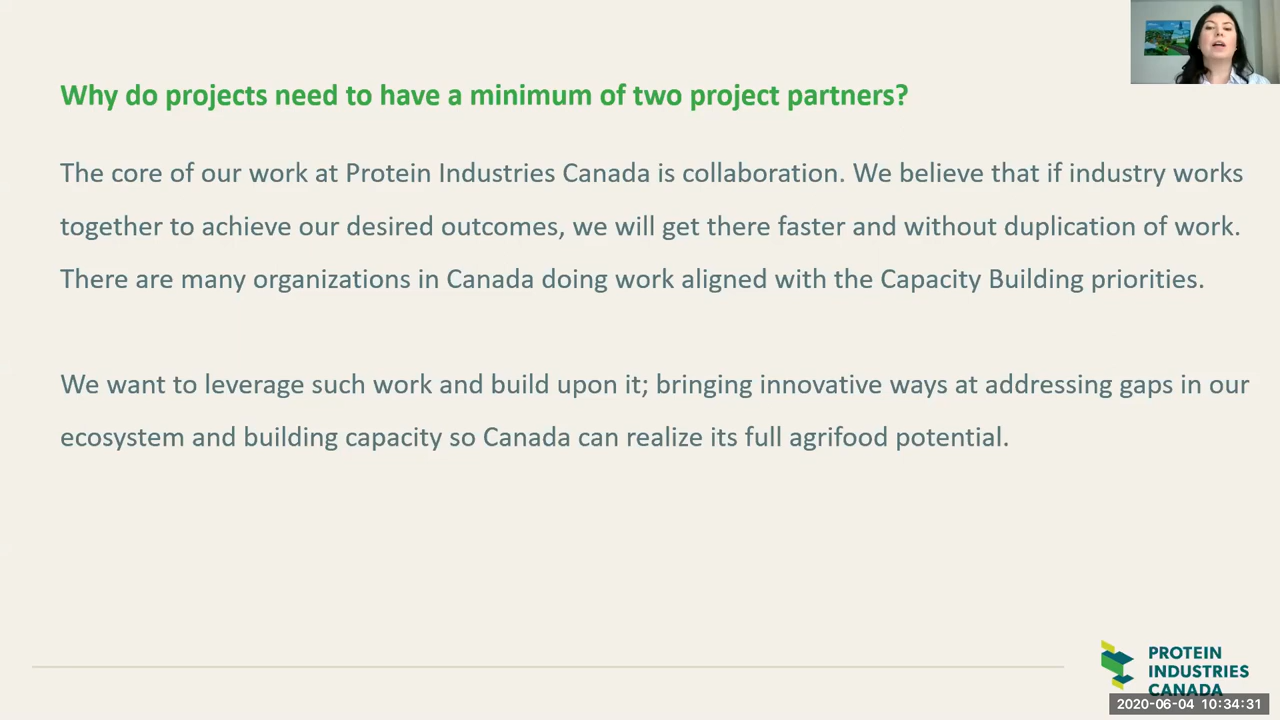 Why do projects need to have a minimum of two project partners?
The core of our work at Protein Industries Canada is collaboration. We believe that if industry works
together to achieve our desired outcomes, we will get there faster and without duplication of work.
There are many organizations in Canada doing work aligned with the Capacity Building priorities.
We want to leverage such work and build upon it; bringing innovative ways at addressing gaps in our
ecosystem and building capacity so Canada can realize its full agrifood potential.
PROTEIN
INDUSTRIES
CANADA
2020-06-04 10:34:31